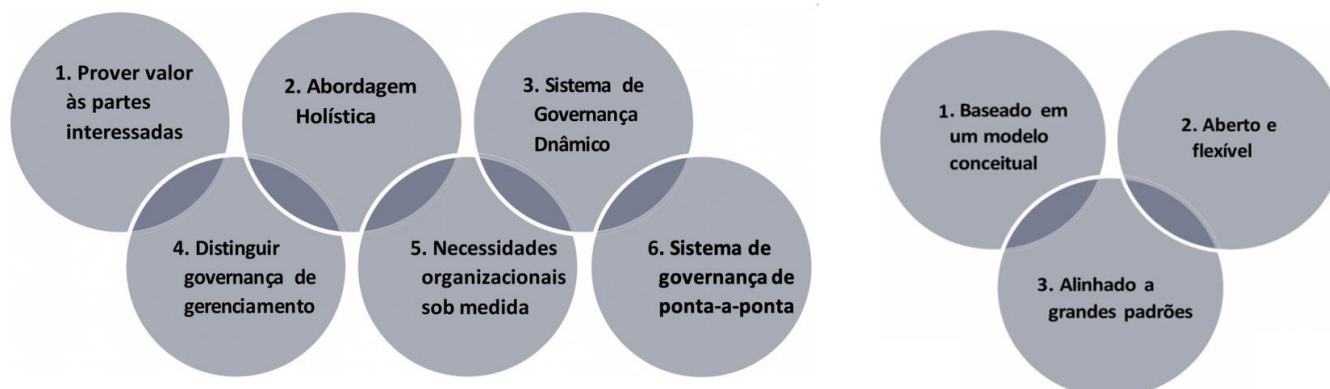 1. Prover valor
às partes
interessadas
2. Abordagem
Holística
3. Sistema de
Governança
Dnâmico
4. Distinguir
governança de
gerenciamento
5. Necessidades
organizacionais
sob medida
6. Sistema de
governança de
ponta-a-ponta
1. Baseado em
um modelo
conceitual
2. Aberto e
flexível
3. Alinhado a
grandes padrões